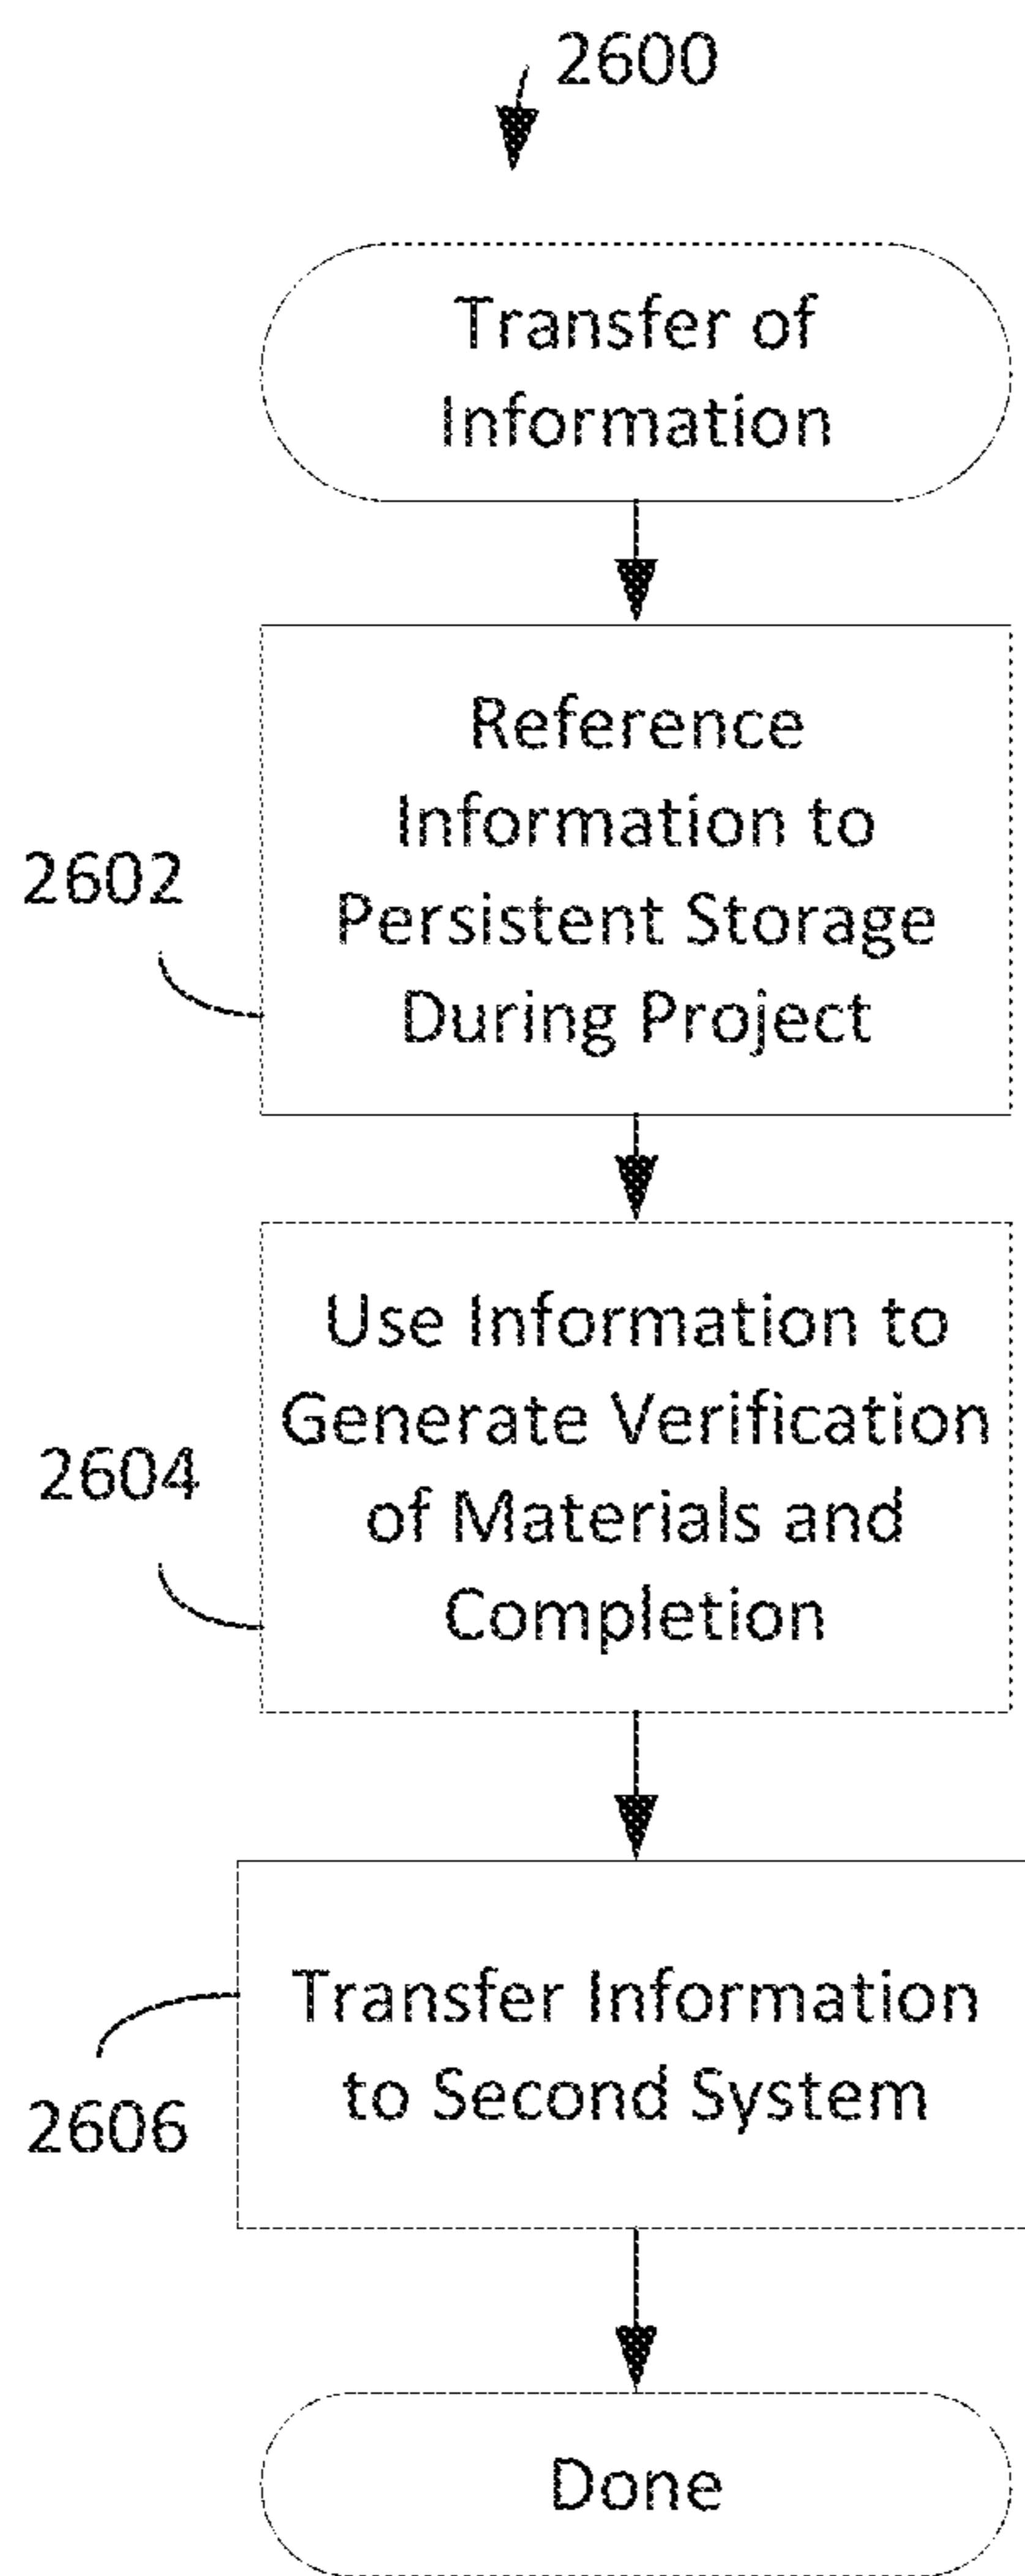 2600
Transfer of
Information
Reference
Information to
Persistent Storage
During Project
2602
Use Information to
Generate Verification
of Materials and
Completion
2604
Transfer Information
to Second System
2606
Done